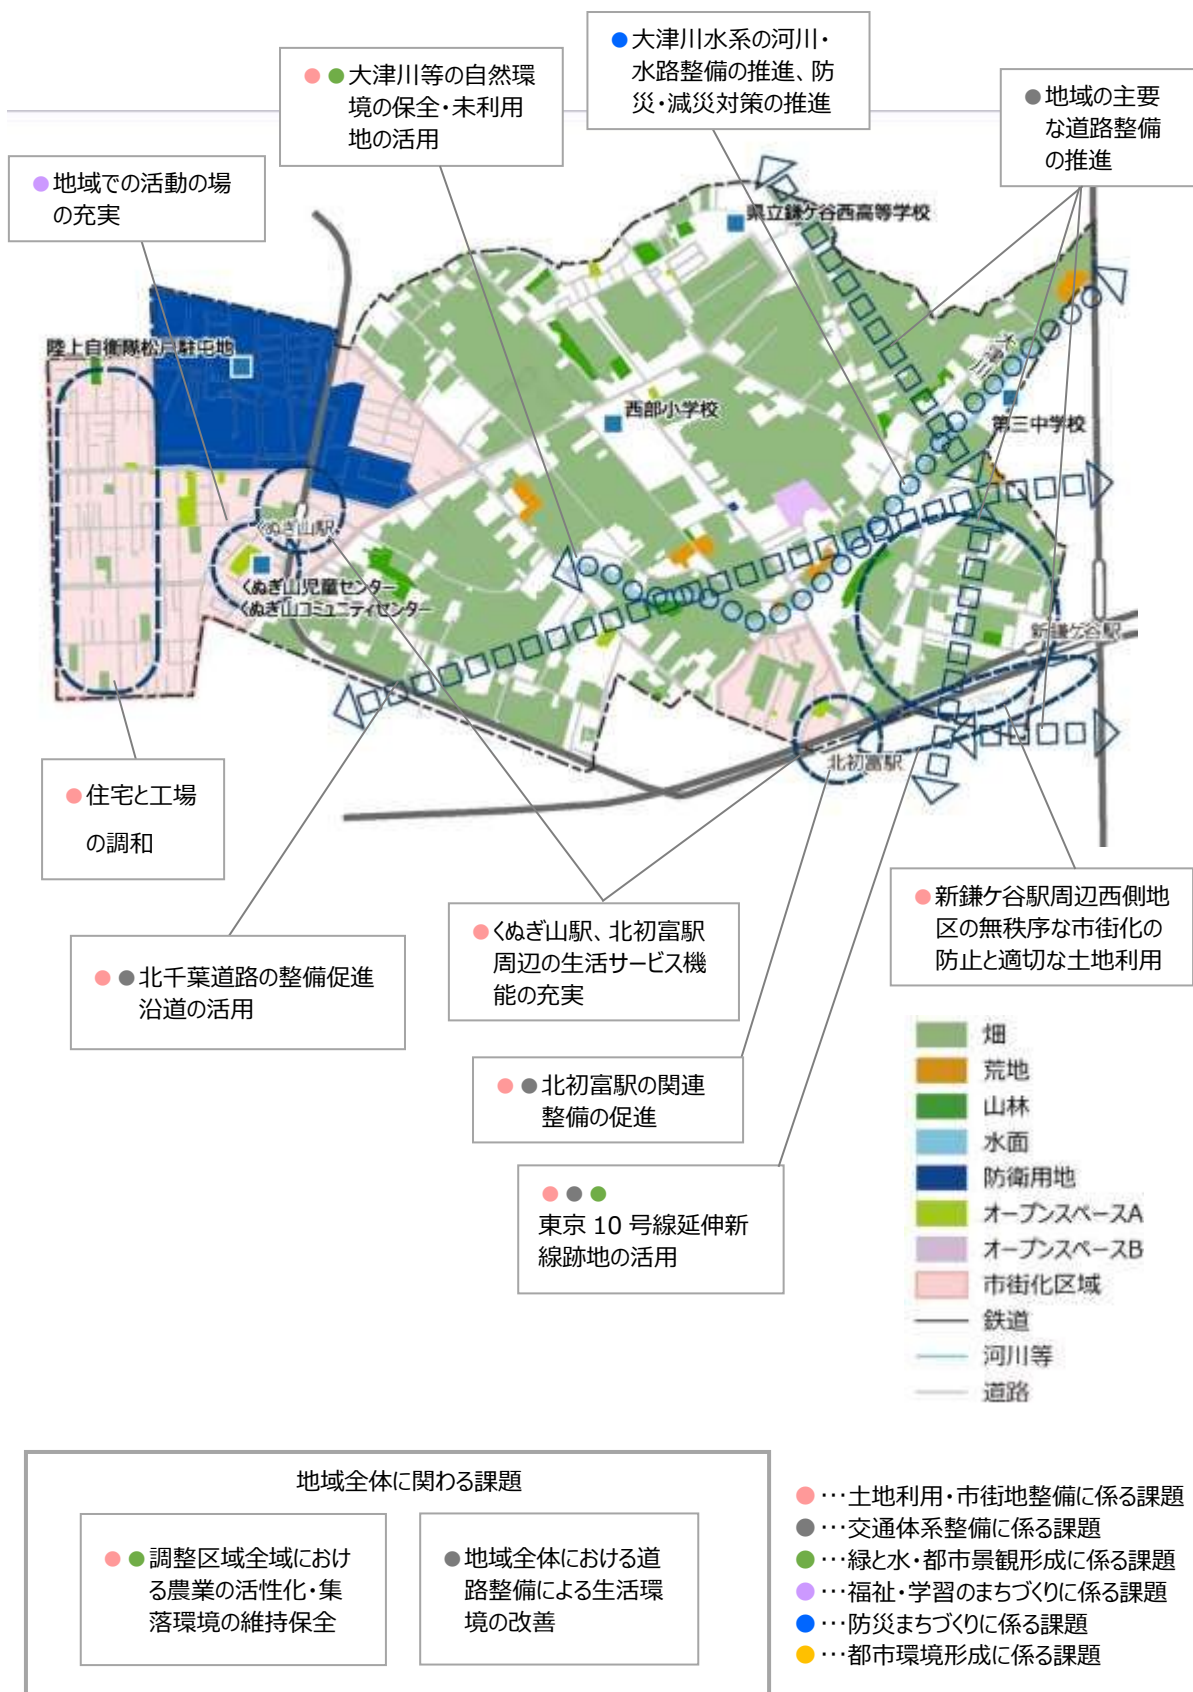 ●大津川水系の河川・
水路整備の推進、防
災・減災対策の推進
●●大津川等の自然環
境の保全・未利用
地の活用
●地域の主要
な道路整備
の推進
●地域での活動の場
の充実
県立鎌ケ谷西高等学校
陸上自衛隊松戸駐屯地
大津川
西部小学校
第三中学校
くぬぎ山駅
くぬぎ山児童センター
くぬぎ山コミュニティセンター
新鎌ケ谷駅
北初富駅
●住宅と工場
の調和
●新鎌ケ谷駅周辺西側地
区の無秩序な市街化の
防止と適切な土地利用
●くぬぎ山駅、北初富駅
周辺の生活サービス機
能の充実
●●北千葉道路の整備促進
沿道の活用
●●北初富駅の関連
整備の促進
●●●
東京 10 号線延伸新
線跡地の活用
畑
荒地
山林
水面
防衛用地
オープンスペースA
オープンスペースB
市街化区域
鉄道
河川等
道路
地域全体に関わる課題
●●調整区域全域におけ
る農業の活性化・集
落環境の維持保全
●地域全体における道
路整備による生活環
境の改善
●…土地利用・市街地整備に係る課題
●…交通体系整備に係る課題
●…緑と水・都市景観形成に係る課題
●…福祉・学習のまちづくりに係る課題
●…防災まちづくりに係る課題
●…都市環境形成に係る課題